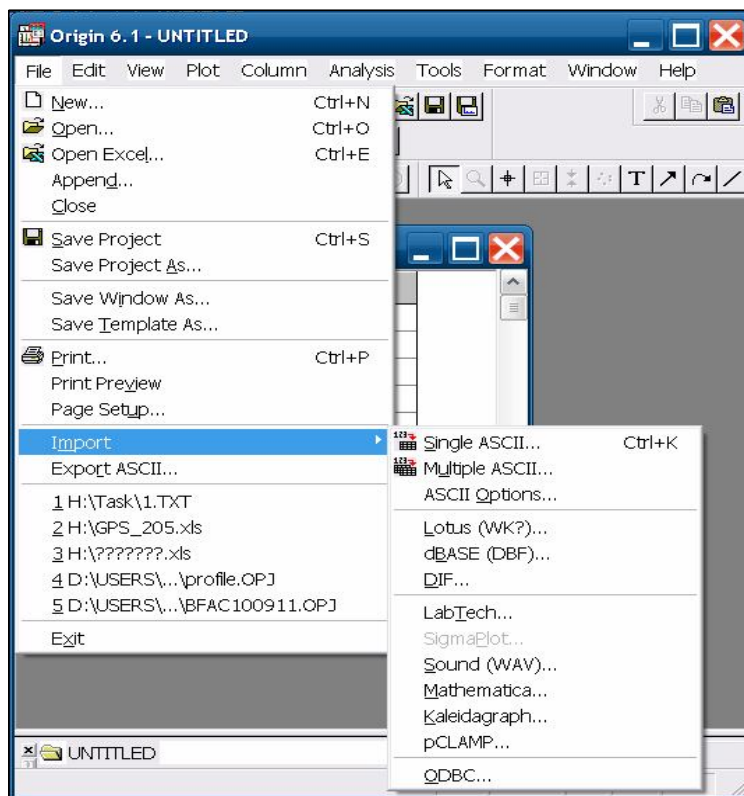 Origin 6.1 - UNTITLED
File Edit View Plot Column Analysis Tools Format Window Help
New... Ctrl+N
Open... Ctrl+O
Open Excel... Ctrl+E
Append...
Close
Save Project Ctrl+S
Save Project As...
Save Window As...
Save Template As...
Print... Ctrl+P
Print Preview
Page Setup...
Import
Export ASCII...
1 H:\Task\1.TXT
2 H:\GPS_205.xls
3 H:\???????.xls
4 D:\USERS\...\profile.OPJ
5 D:\USERS\...\BFAC100911.OPJ
Exit
Single ASCII... Ctrl+K
Multiple ASCII...
ASCII Options...
Lotus (WK?)...
dBASE (DBF)...
DIF...
LabTech...
SigmaPlot...
Sound (WAV)...
Mathematica...
Kaleidagraph...
pCLAMP...
ODBC...
UNTITLED